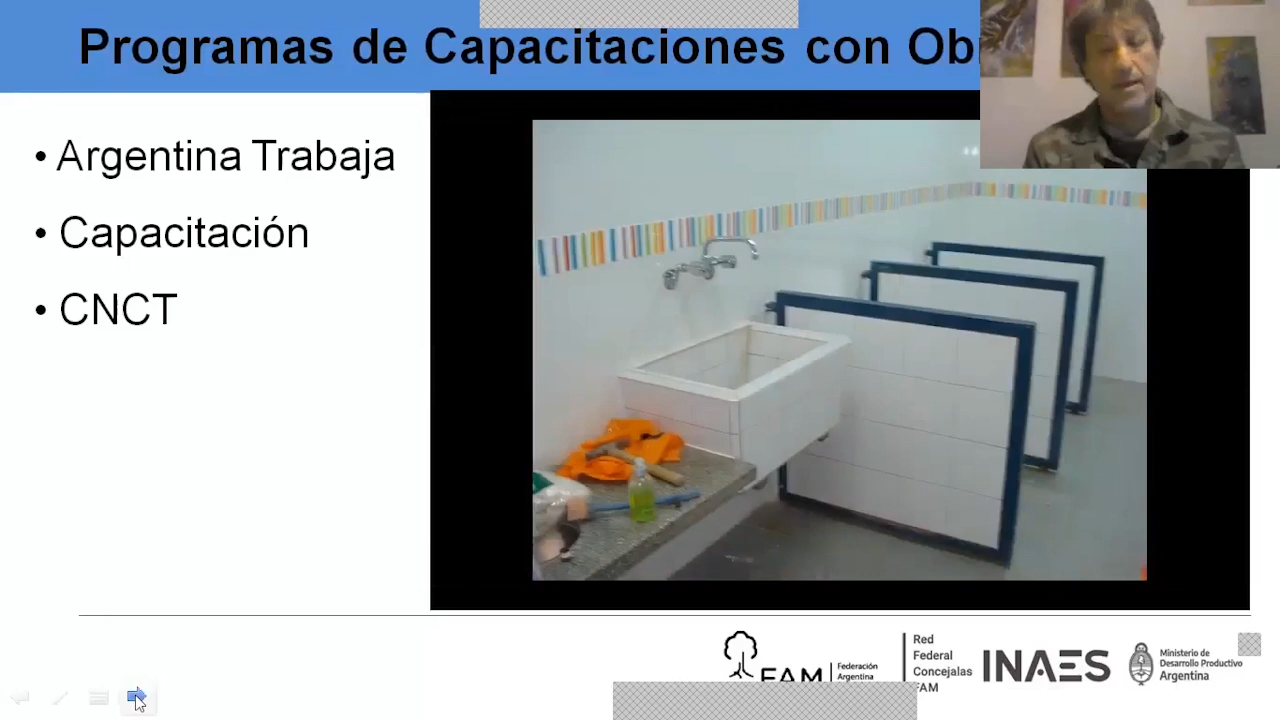 Programas de Capacitaciones con
• Argentina Trabaja
• Capacitación
• CNCT
FAM
Federación
Argentina
Red
Federal
Concejalas
FAM
INAES
Ministerio de
Desarrollo Productivo
Argentina